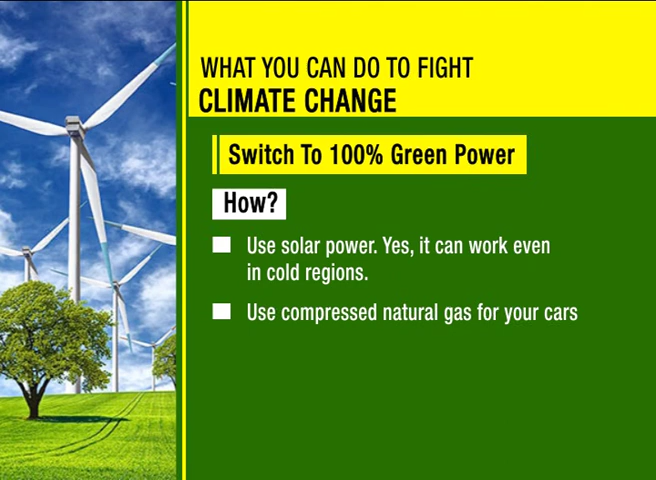 WHAT YOU CAN DO TO FIGHT
CLIMATE CHANGE
Switch To 100% Green Power
How?
Use solar power. Yes, it can work even
in cold regions.
Use compressed natural gas for your cars